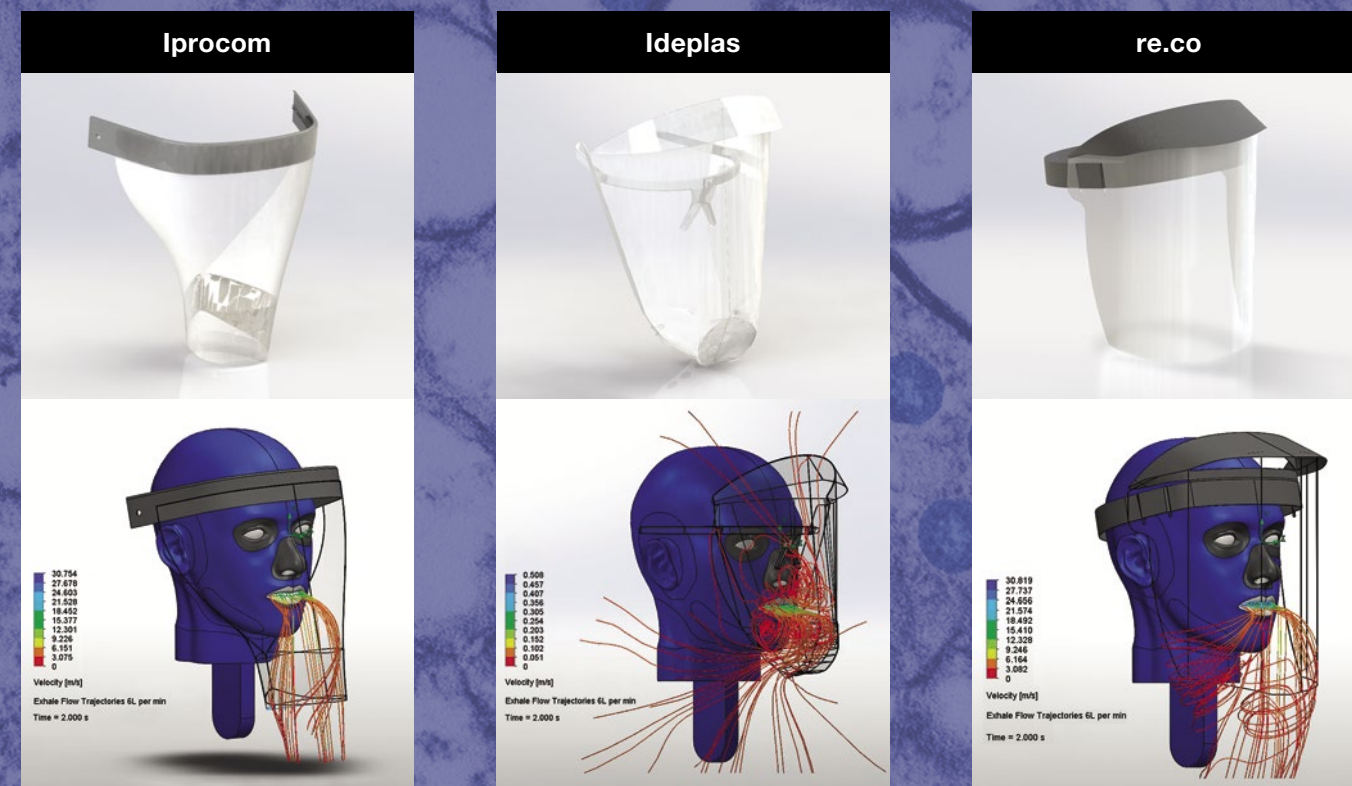 Iprocom
Ideplas
re.co
30.754
27.678
24.603
21.528
18.452
15.377
12.301
9.226
6.151
3.075
0
Velocity [m/s]
Exhale Flow Trajectories 6L per min
Time = 2.000 s
0.508
0.457
0.407
0.356
0.305
0.254
0.203
0.152
0.102
0.051
0
Velocity [m/s]
Exhale Flow Trajectories 6L per min
Time = 2.000 s
30.819
27.737
24.656
21.574
18.492
15.410
12.328
9.246
6.164
3.082
0
Velocity [m/s]
Exhale Flow Trajectories 6L per min
Time = 2.000 s